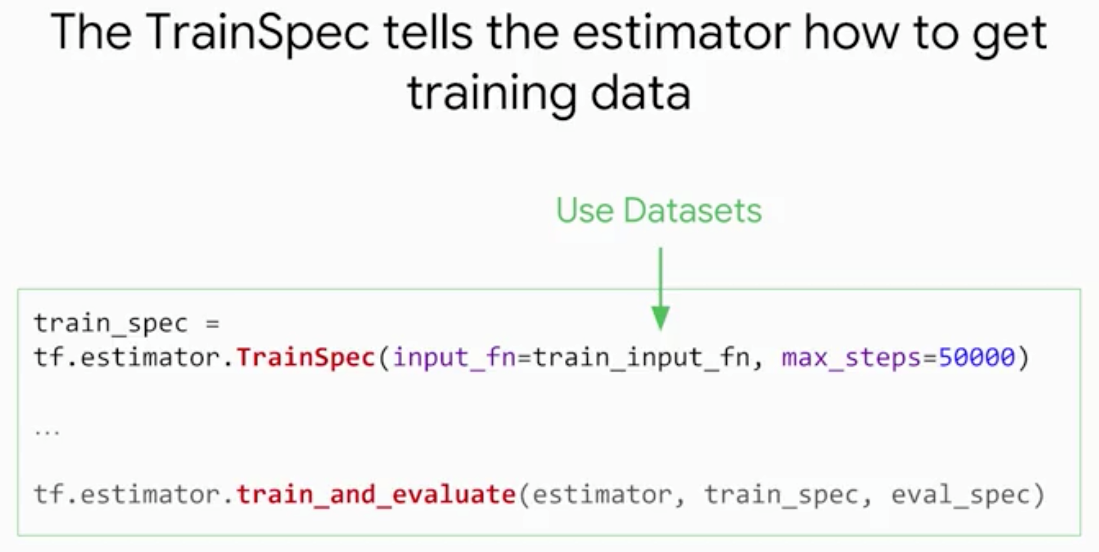 The TrainSpec tells the estimator how to get
training data
Use Datasets
train_spec =
tf.estimator.TrainSpec(input_fn=train_input_fn, max_steps=50000)
...
tf.estimator.train_and_evaluate(estimator, train_spec, eval_spec)